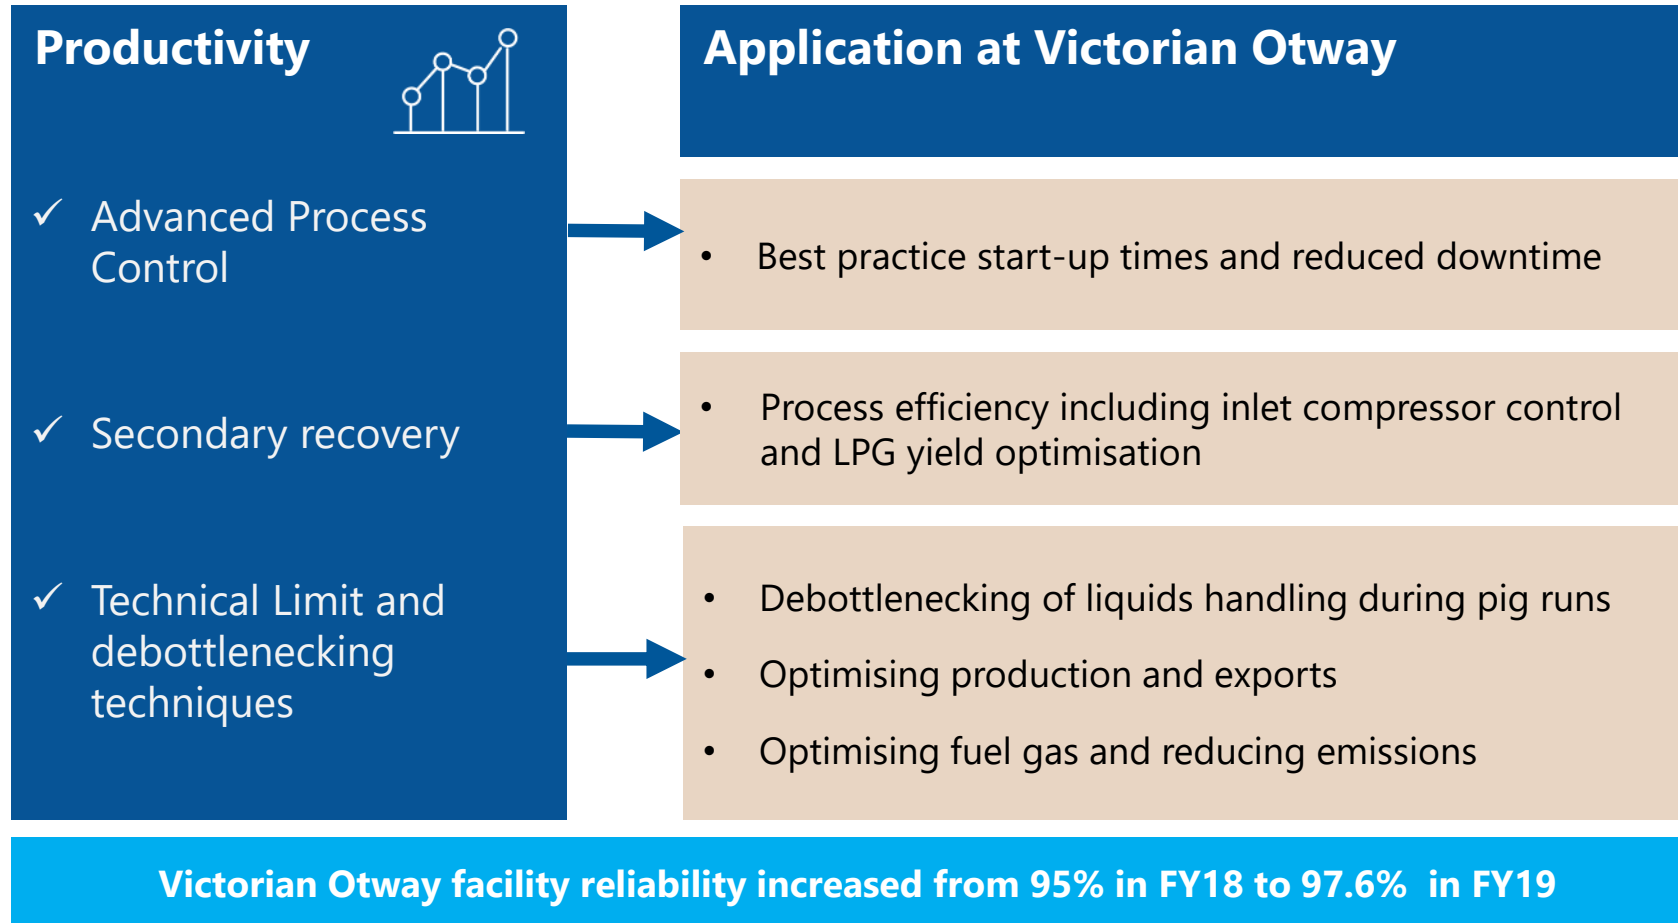 Productivity
✓ Advanced Process
Control
✓ Secondary recovery
✓ Technical Limit and
debottlenecking
techniques
Application at Victorian Otway
• Best practice start-up times and reduced downtime
• Process efficiency including inlet compressor control
and LPG yield optimisation
• Debottlenecking of liquids handling during pig runs
• Optimising production and exports
• Optimising fuel gas and reducing emissions
Victorian Otway facility reliability increased from 95% in FY18 to 97.6% in FY19